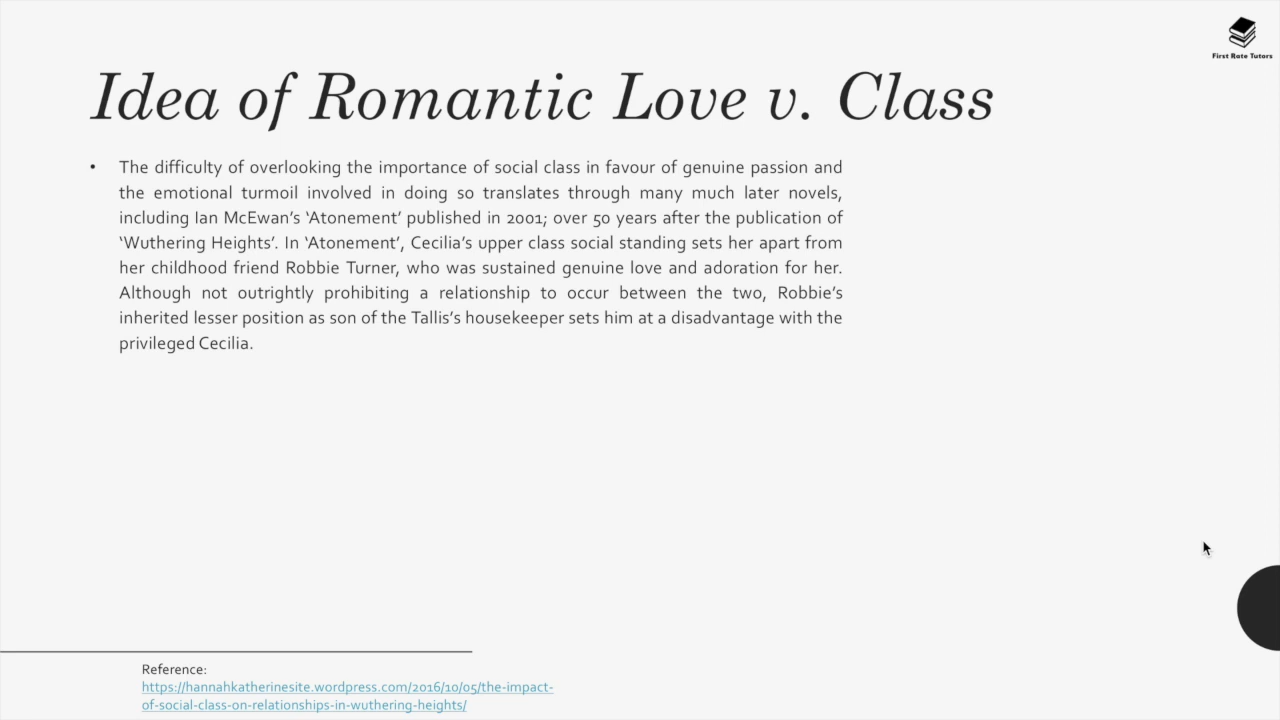 First Rate Tutors
Idea of Romantic Love v. Class
• The difficulty of overlooking the importance of social class in favour of genuine passion and
the emotional turmoil involved in doing so translates through many much later novels,
including Ian McEwan’s ‘Atonement’ published in 2001; over 50 years after the publication of
‘Wuthering Heights’. In ‘Atonement’, Cecilia’s upper class social standing sets her apart from
her childhood friend Robbie Turner, who was sustained genuine love and adoration for her.
Although not outrightly prohibiting a relationship to occur between the two, Robbie’s
inherited lesser position as son of the Tallis’s housekeeper sets him at a disadvantage with the
privileged Cecilia.
Reference:
https://hannahkatherinesite.wordpress.com/2016/10/05/the-impact-
of-social-class-on-relationships-in-wuthering-heights/